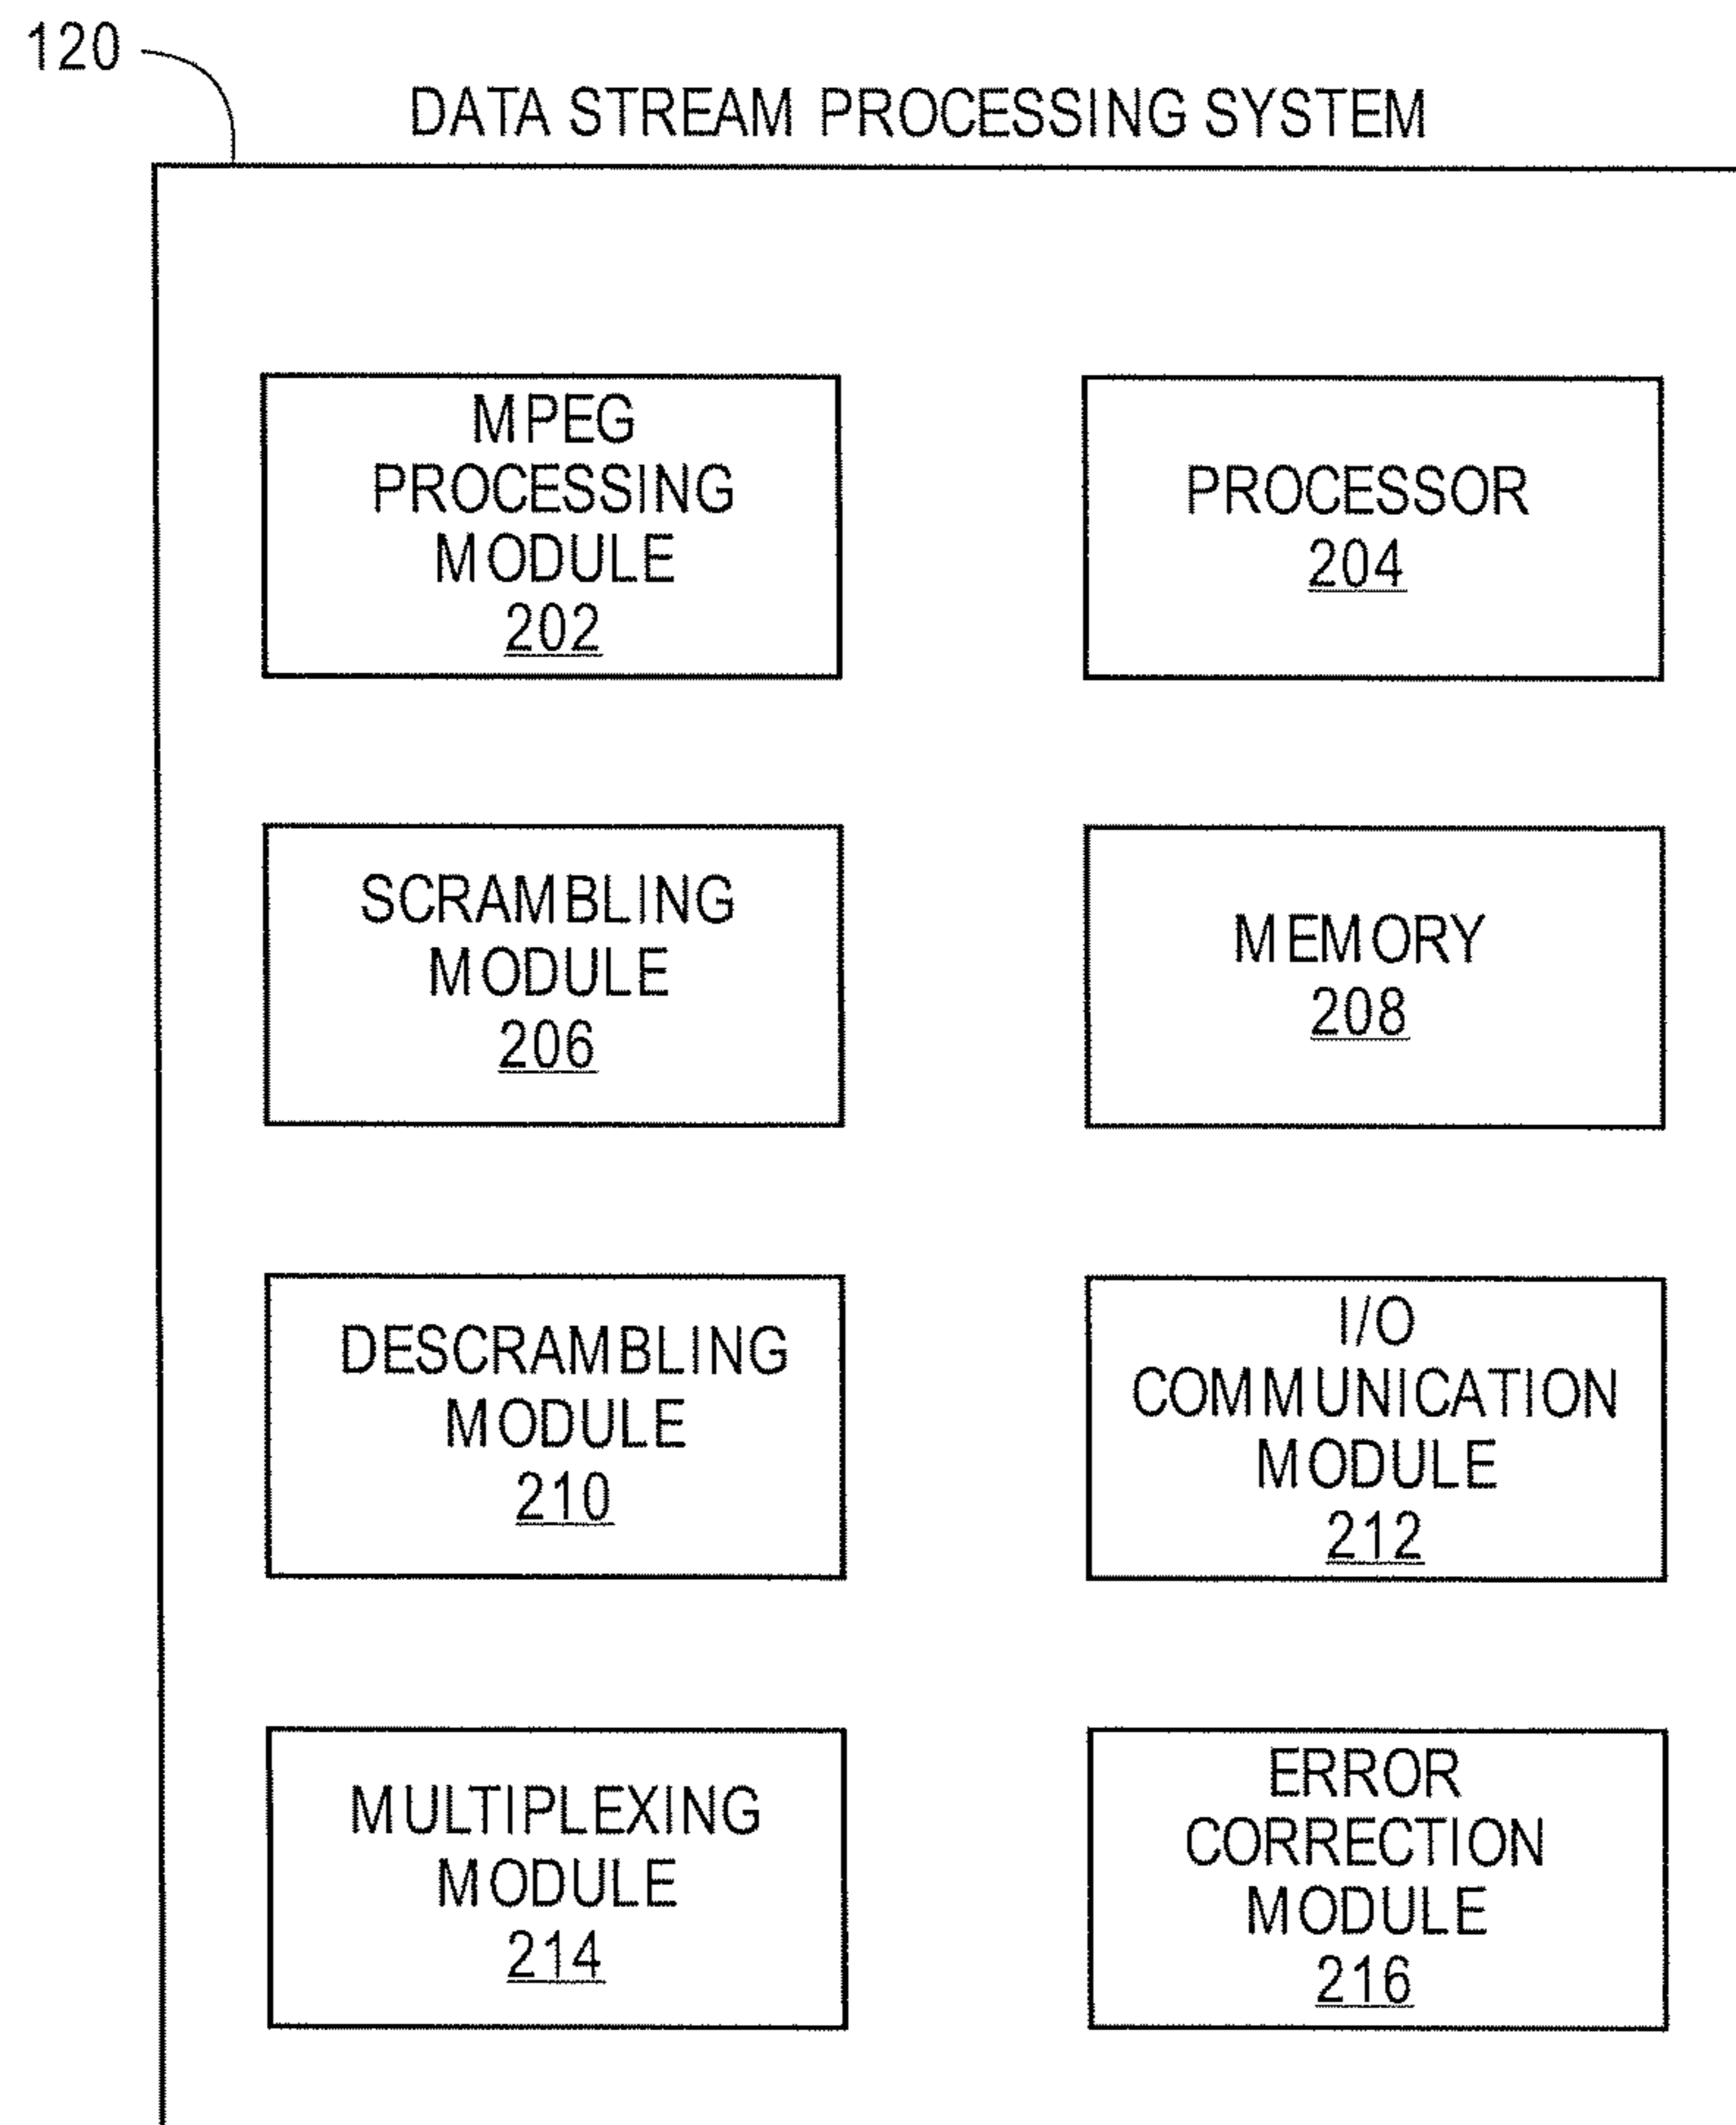 120
DATA STREAM PROCESSING SYSTEM
MPEG
PROCESSING
MODULE
202
PROCESSOR
204
SCRAMBLING
MODULE
206
MEMORY
208
DESCRAMBLING
MODULE
210
I/O
COMMUNICATION
MODULE
212
MULTIPLEXING
MODULE
214
ERROR
CORRECTION
MODULE
216